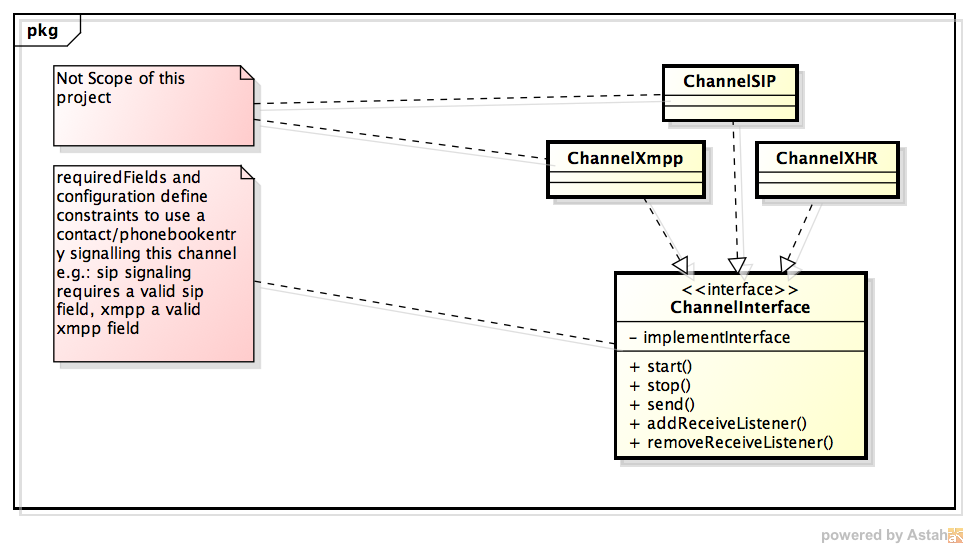 pkg
Not Scope of this
project
ChannelSIP
ChannelXmpp
ChannelXHR
requiredFields and
configuration define
constraints to use a
contact/phonebookentr
y signalling this channel
e.g.: sip signaling
requires a valid sip
field, xmpp a valid
xmpp field
<<interface>>
ChannelInterface
- implementInterface
+ start()
+ stop()
+ send()
+ addReceiveListener()
+ removeReceiveListener()
powered by Astah